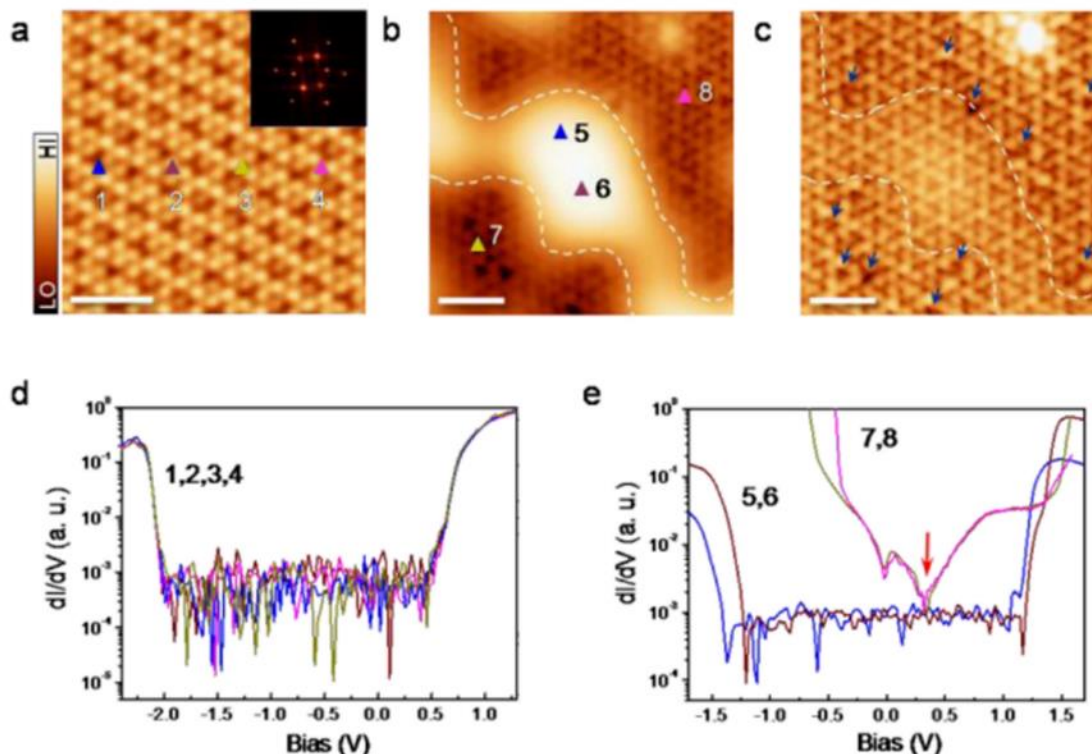 a
HI
LO
1 2 3 4
b
5
6
7
8
c
d
dI/dV (a. u.)
10⁰
10⁻¹
10⁻²
10⁻³
10⁻⁴
10⁻⁵
1,2,3,4
-2.0 -1.5 -1.0 -0.5 0.0 0.5 1.0
Bias (V)
e
dI/dV (a. u.)
10⁰
10⁻¹
10⁻²
10⁻³
10⁻⁴
7,8
5,6
-1.5 -1.0 -0.5 0.0 0.5 1.0 1.5
Bias (V)